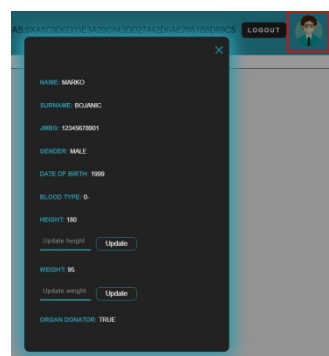 LOGOUT
×
NAME: MARKO
SURNAME: BOJANIC
JMBG: 12345678901
GENDER: MALE
DATE OF BIRTH: 1999
BLOOD TYPE: 0-
HEIGHT: 180
Update height Update
WEIGHT: 95
Update weight Update
ORGAN DONATOR: TRUE